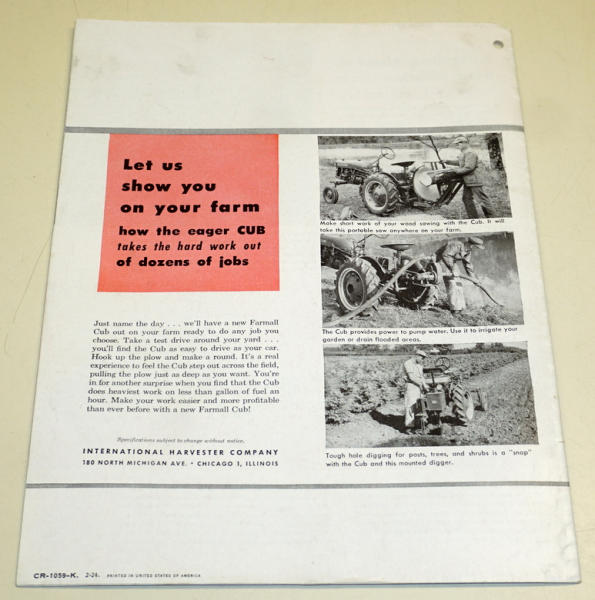 Let us
show you
on your farm
how the eager CUB
takes the hard work out
of dozens of jobs
Just name the day . . . we'll have a new Farmall
Cub out on your farm ready to do any job you
choose. Take a test drive around your yard . . .
you'll find the Cub as easy to drive as your car.
Hook up the plow and make a round. It's a real
experience to feel the Cub step out across the field,
pulling the plow just as deep as you want. You're
in for another surprise when you find that the Cub
does heaviest work on less than gallon of fuel an
hour. Make your work easier and more profitable
than ever before with a new Farmall Cub!
Specifications subject to change without notice.
INTERNATIONAL HARVESTER COMPANY
180 NORTH MICHIGAN AVE. • CHICAGO 1, ILLINOIS
Make short work of your wood sawing with the Cub. It will
take this portable saw anywhere on your farm.
The Cub provides power to pump water. Use it to irrigate your
garden or drain flooded areas.
Tough hole digging for posts, trees, and shrubs is a "snap"
with the Cub and this mounted digger.
CR-1059-K. 2-24. PRINTED IN UNITED STATES OF AMERICA